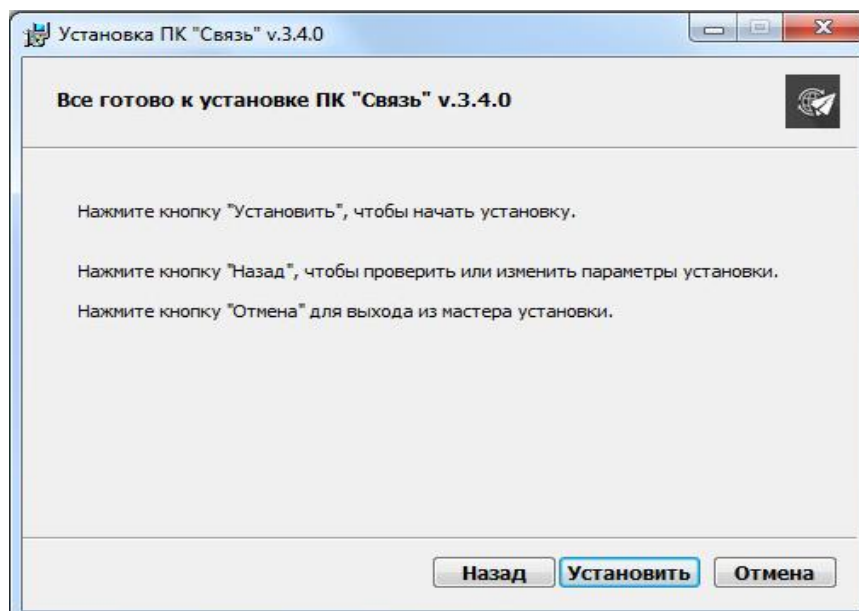 Установка ПК "Связь" v.3.4.0
Все готово к установке ПК "Связь" v.3.4.0
Нажмите кнопку "Установить", чтобы начать установку.
Нажмите кнопку "Назад", чтобы проверить или изменить параметры установки.
Нажмите кнопку "Отмена" для выхода из мастера установки.
Назад Установить Отмена